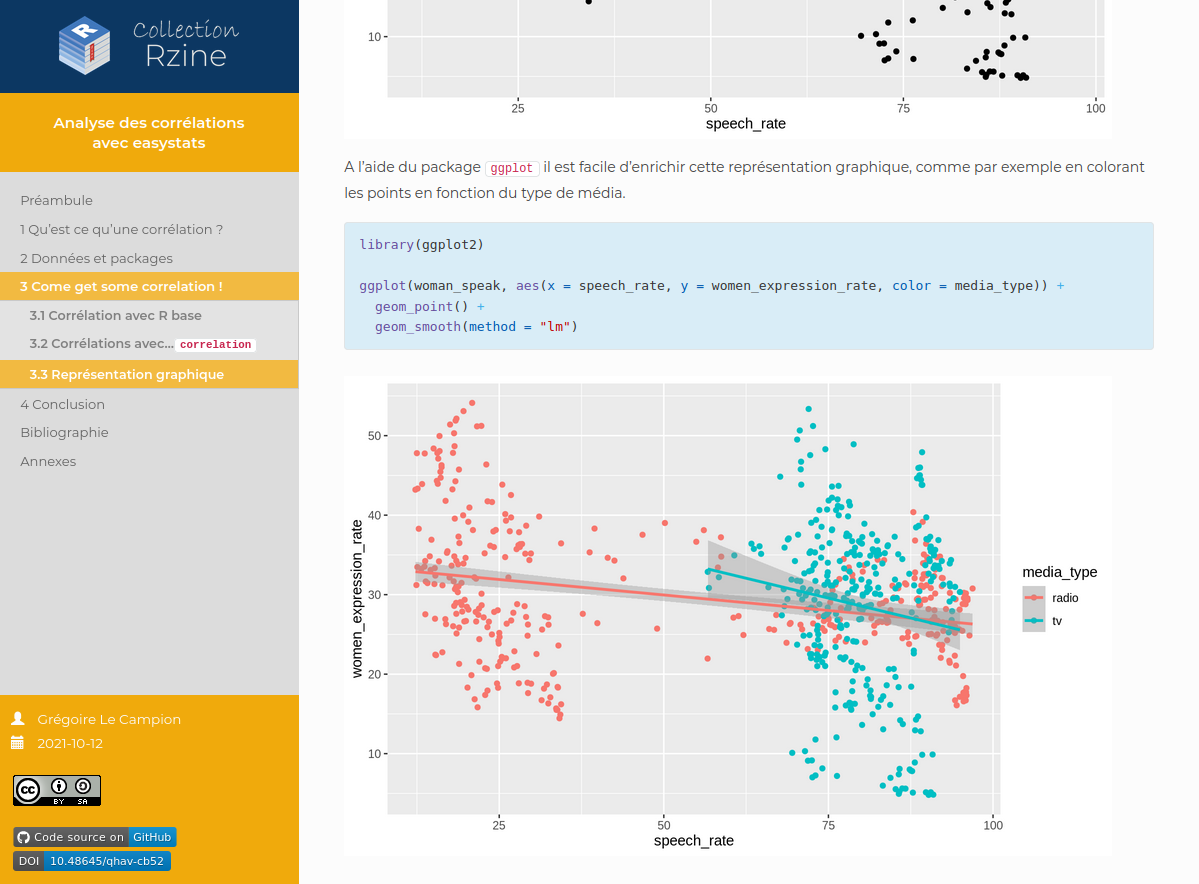 Collection
Rzine
Analyse des corrélations
avec easystats
Préambule
1 Qu'est ce qu'une corrélation ?
2 Données et packages
3 Come get some correlation !
3.1 Corrélation avec R base
3.2 Corrélations avec... correlation
3.3 Représentation graphique
4 Conclusion
Bibliographie
Annexes
Grégoire Le Campion
2021-10-12
cc
BY SA
Code source on GitHub
DOI 10.48645/qhav-cb52
10
25 50 75 100
speech_rate
A l'aide du package ggplot il est facile d'enrichir cette représentation graphique, comme par exemple en colorant
les points en fonction du type de média.
library(ggplot2)
ggplot(woman_speak, aes(x = speech_rate, y = women_expression_rate, color = media_type)) +
geom_point() +
geom_smooth(method = "lm")
50
40
30
20
10
women_expression_rate
25 50 75 100
speech_rate
media_type
radio
tv